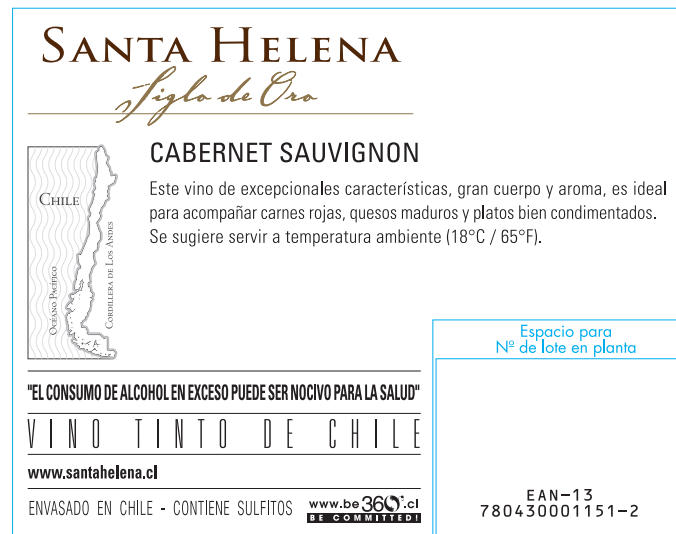 SANTA HELENA
Siglo de Oro
CABERNET SAUVIGNON
Este vino de excepcionales características, gran cuerpo y aroma, es ideal
para acompañar carnes rojas, quesos maduros y platos bien condimentados.
Se sugiere servir a temperatura ambiente (18°C / 65°F).
CHILE
OCÉANO PACÍFICO
CORDILLERA DE LOS ANDES
Espacio para
Nº de lote en planta
"EL CONSUMO DE ALCOHOL EN EXCESO PUEDE SER NOCIVO PARA LA SALUD"
VINO TINTO DE CHILE
www.santahelena.cl
ENVASADO EN CHILE - CONTIENE SULFITOS
www.be360°.cl
BE COMMITTED!
EAN-13
780430001151-2